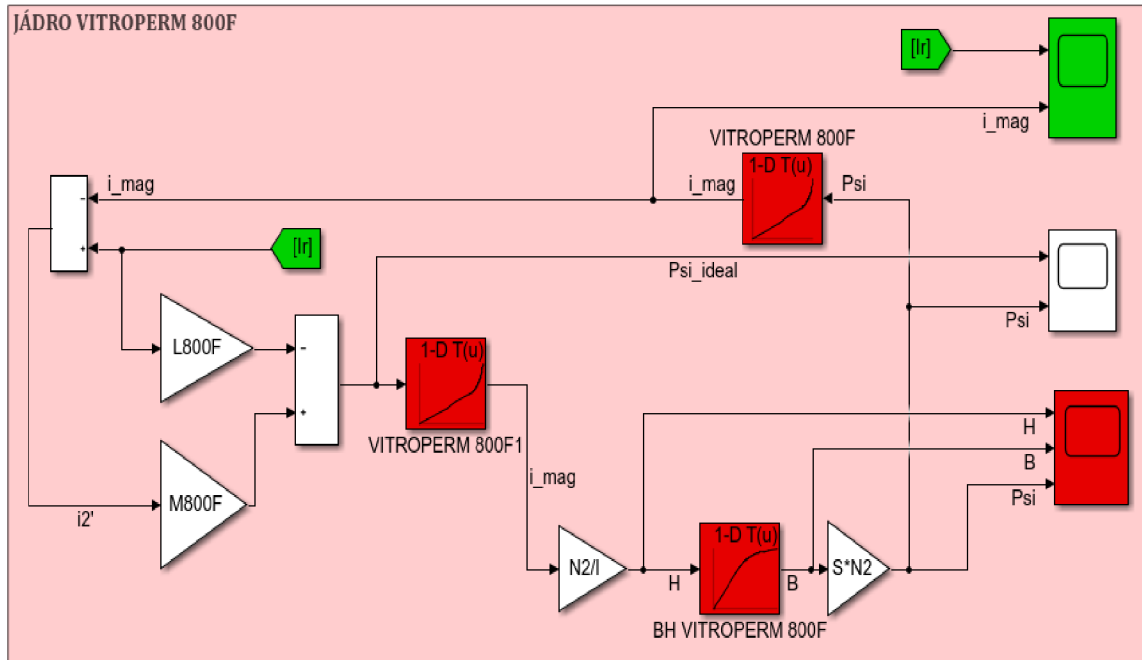 JÁDRO VITROPERM 800F
[Ir]
i_mag
VITROPERM 800F
1-D T(u)
i_mag
i_mag
Psi
-
+
[Ir]
Psi_ideal
Psi
L800F
-
+
1-D T(u)
VITROPERM 800F1
i_mag
M800F
i2'
N2/l
H
1-D T(u)
BH VITROPERM 800F
B
S*N2
H
B
Psi